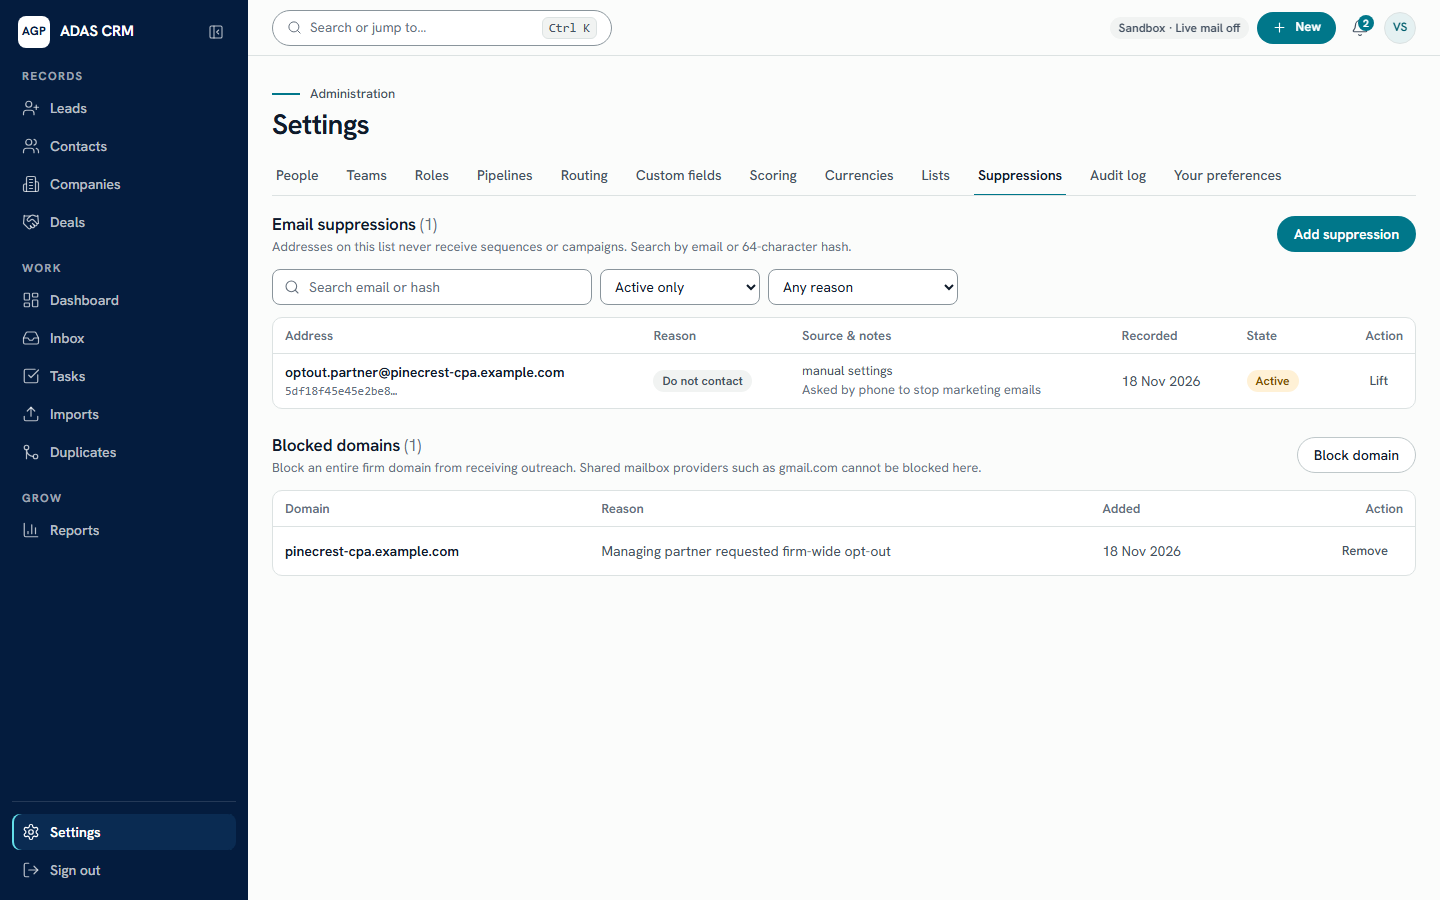 AGP
ADAS CRM
RECORDS
Leads
Contacts
Companies
Deals
WORK
Dashboard
Inbox
Tasks
Imports
Duplicates
GROW
Reports
Settings
Sign out
Search or jump to...
Ctrl K
Sandbox · Live mail off
New
2
VS
Administration
Settings
People
Teams
Roles
Pipelines
Routing
Custom fields
Scoring
Currencies
Lists
Suppressions
Audit log
Your preferences
Email suppressions (1)
Addresses on this list never receive sequences or campaigns. Search by email or 64-character hash.
Add suppression
Search email or hash
Active only
Any reason
Address
Reason
Source & notes
Recorded
State
Action
optout.partner@pinecrest-cpa.example.com
5df18f45e45e2be8…
Do not contact
manual settings
Asked by phone to stop marketing emails
18 Nov 2026
Active
Lift
Blocked domains (1)
Block an entire firm domain from receiving outreach. Shared mailbox providers such as gmail.com cannot be blocked here.
Block domain
Domain
Reason
Added
Action
pinecrest-cpa.example.com
Managing partner requested firm-wide opt-out
18 Nov 2026
Remove